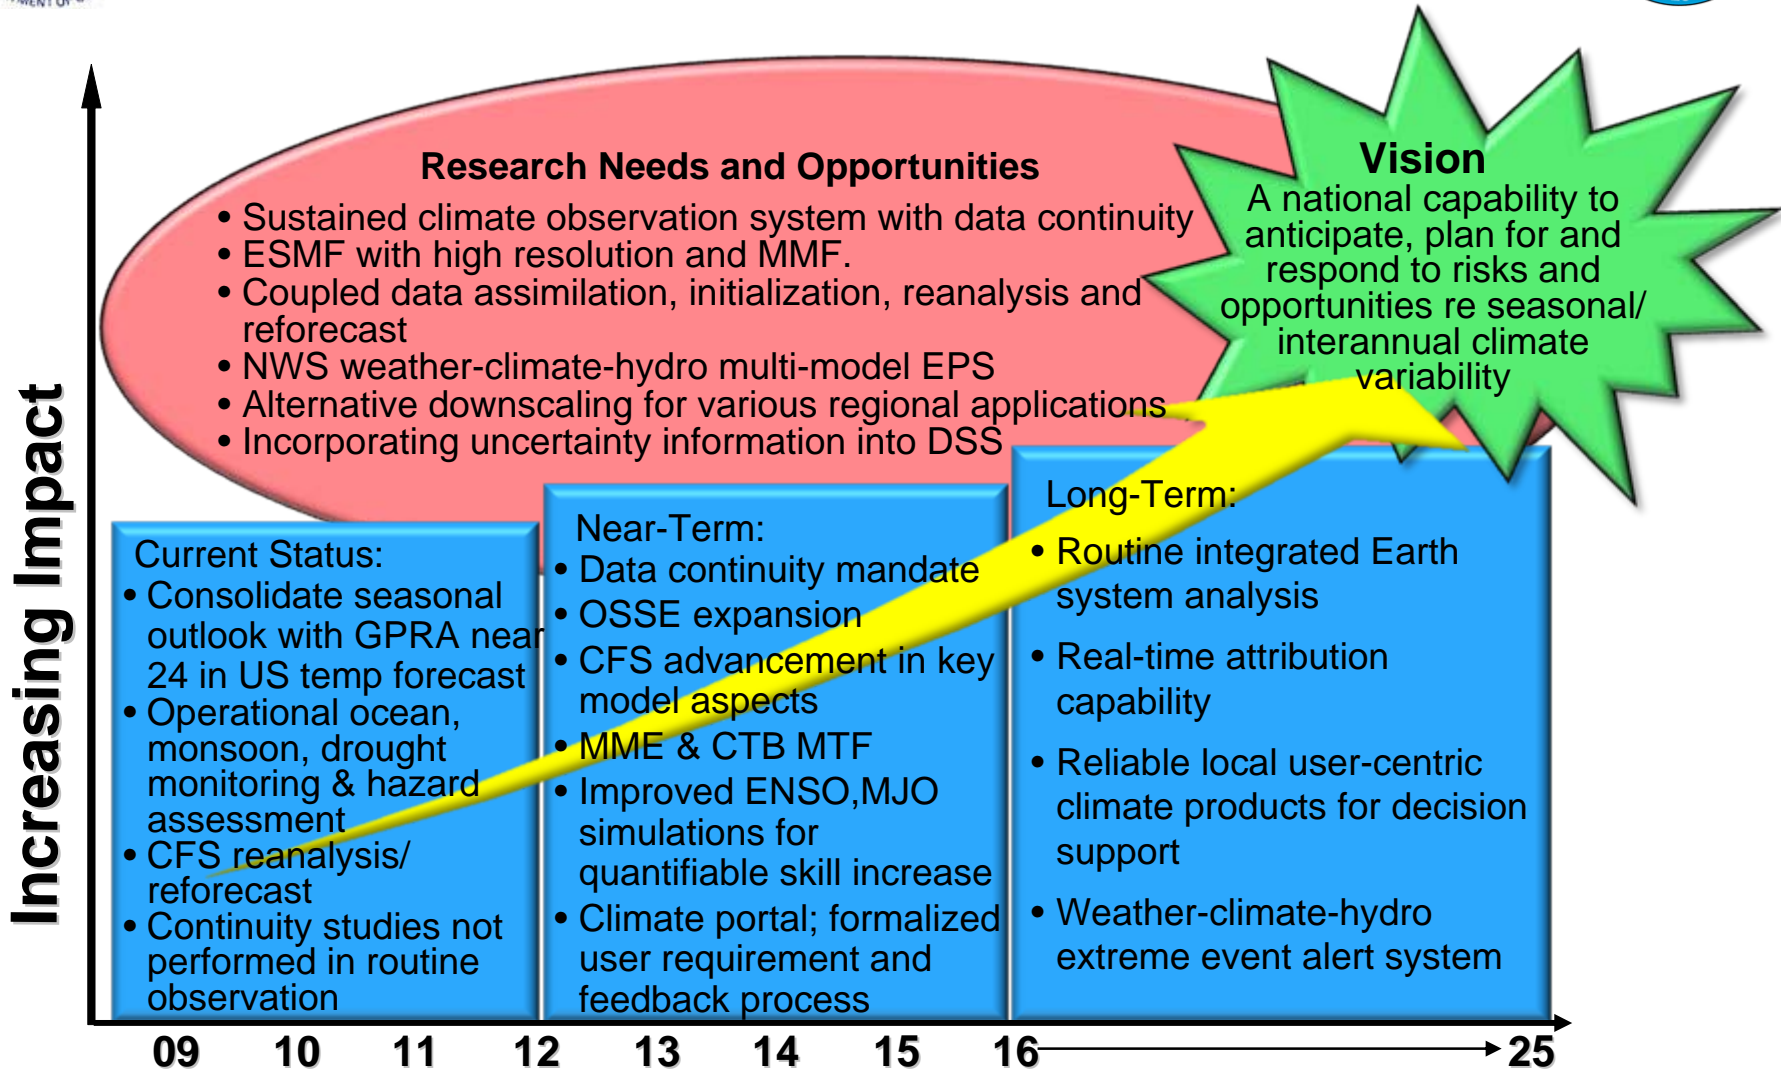 MENT OF
Research Needs and Opportunities
• Sustained climate observation system with data continuity
• ESMF with high resolution and MMF.
• Coupled data assimilation, initialization, reanalysis and
reforecast
• NWS weather-climate-hydro multi-model EPS
• Alternative downscaling for various regional applications
• Incorporating uncertainty information into DSS
Vision
A national capability to
anticipate, plan for and
respond to risks and
opportunities re seasonal/
interannual climate
variability
Increasing Impact
Current Status:
• Consolidate seasonal
outlook with GPRA near
24 in US temp forecast
• Operational ocean,
monsoon, drought
monitoring & hazard
assessment
• CFS reanalysis/
reforecast
• Continuity studies not
performed in routine
observation
Near-Term:
• Data continuity mandate
• OSSE expansion
• CFS advancement in key
model aspects
• MME & CTB MTF
• Improved ENSO,MJO
simulations for
quantifiable skill increase
• Climate portal; formalized
user requirement and
feedback process
Long-Term:
• Routine integrated Earth
system analysis
• Real-time attribution
capability
• Reliable local user-centric
climate products for decision
support
• Weather-climate-hydro
extreme event alert system
09 10 11 12 13 14 15 16 25